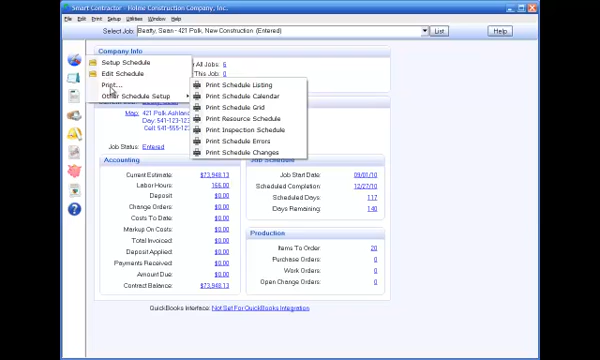 Smart Contractor - Holme Construction Company, Inc.
File Edit Print Setup Utilities Window Help
Select Job: Beatty, Sean - 421 Polk, New Construction (Entered) List Help
Company Info
Setup Schedule
All Jobs: 6
Edit Schedule
This Job: 0
Print...
Print Schedule Listing
Other Schedule Setup
Print Schedule Calendar
Print Schedule Grid
Print Resource Schedule
Print Inspection Schedule
Print Schedule Errors
Print Schedule Changes
Map: 421 Polk Ashland
Day: 541-123-
Cell: 541-555-
Job Status: Entered
Accounting
Current Estimate: $73,948.13
Labor Hours: 166.00
Deposit $0.00
Change Orders: $0.00
Costs To Date $0.00
Markup On Costs $0.00
Total Invoiced $0.00
Deposit Applied: $0.00
Payments Received: $0.00
Amount Due: $0.00
Contract Balance: $73,948.13
Job Schedule
Job Start Date: 09/01/10
Scheduled Completion: 12/27/10
Scheduled Days: 117
Days Remaining: 140
Production
Items To Order 20
Purchase Orders: 0
Work Orders: 0
Open Change Orders: 0
QuickBooks Interface: Not Set For QuickBooks Integration